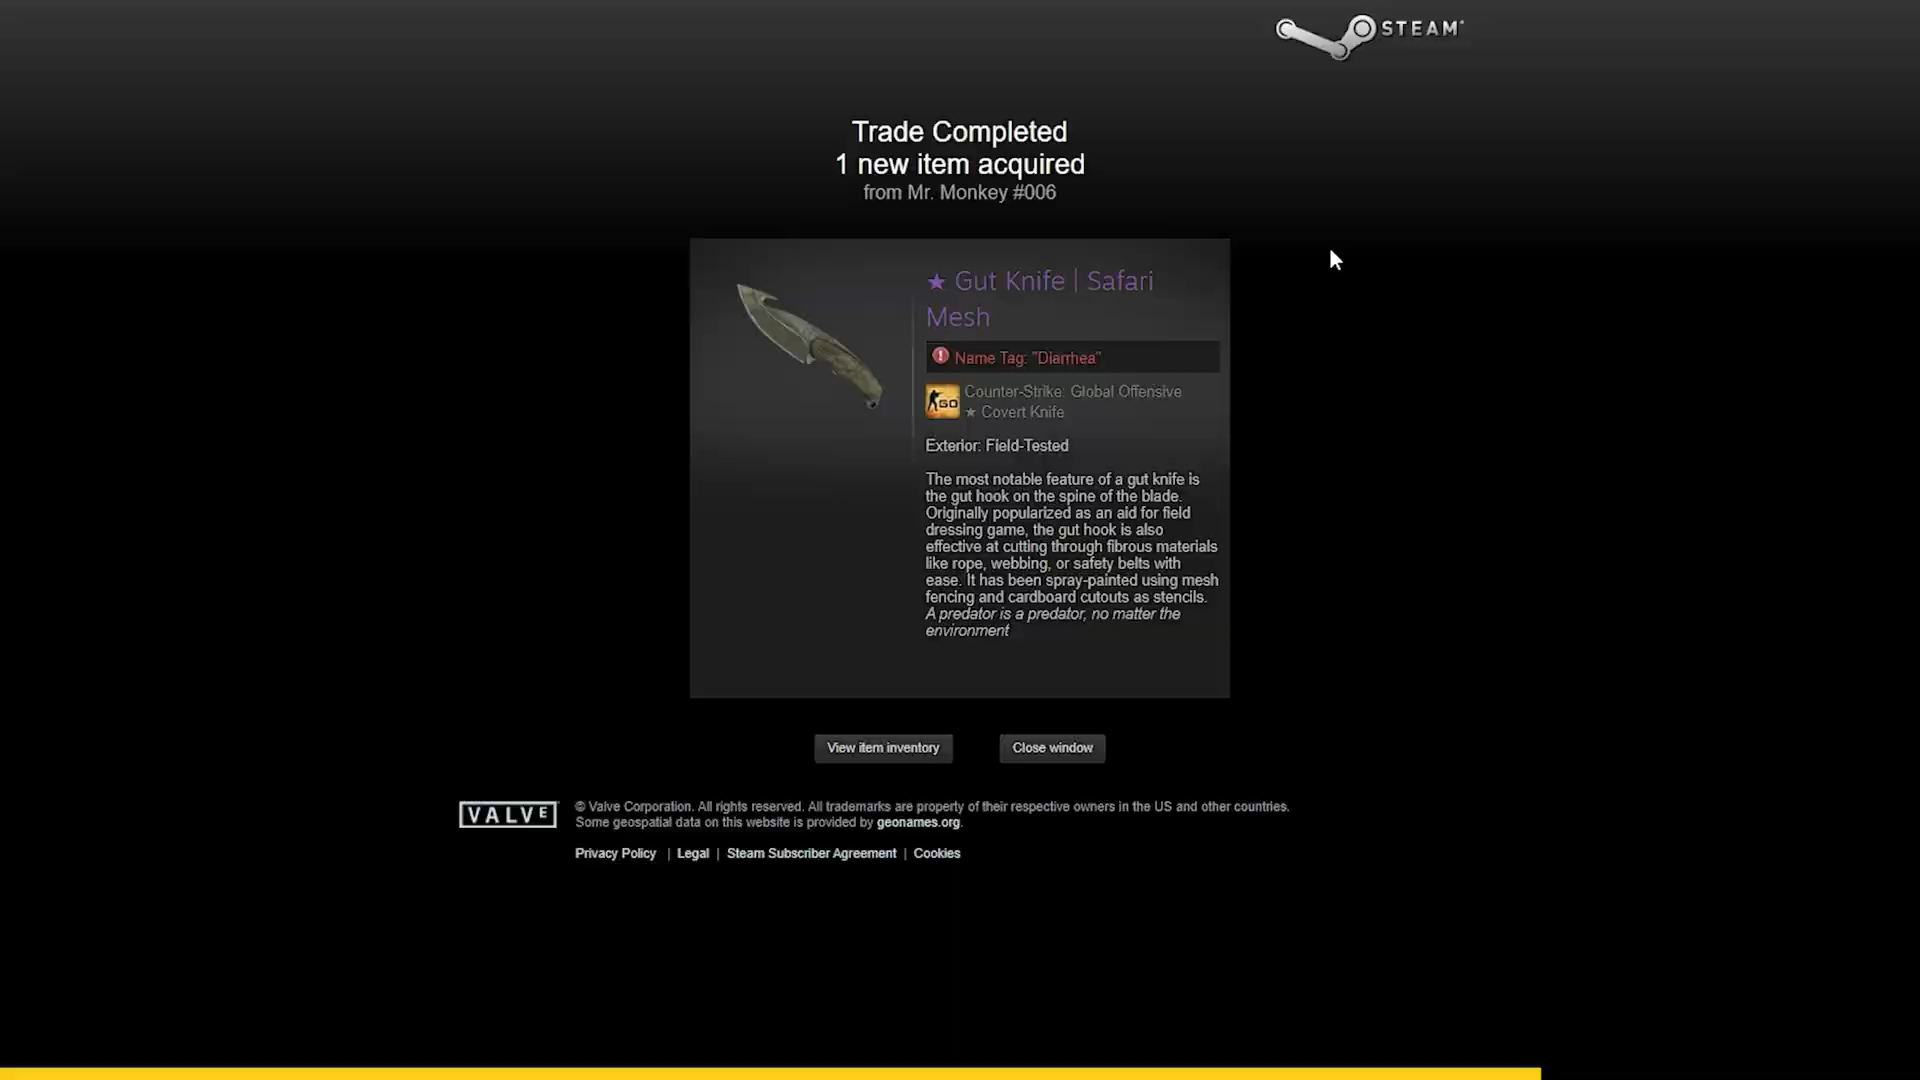 STEAM
Trade Completed
1 new item acquired
from Mr. Monkey #006
★ Gut Knife | Safari
Mesh
Name Tag: "Diarrhea"
GO
Counter-Strike: Global Offensive
★ Covert Knife
Exterior: Field-Tested
The most notable feature of a gut knife is
the gut hook on the spine of the blade.
Originally popularized as an aid for field
dressing game, the gut hook is also
effective at cutting through fibrous materials
like rope, webbing, or safety belts with
ease. It has been spray-painted using mesh
fencing and cardboard cutouts as stencils.
A predator is a predator, no matter the
environment
View item inventory
Close window
VALVE
© Valve Corporation. All rights reserved. All trademarks are property of their respective owners in the US and other countries.
Some geospatial data on this website is provided by geonames.org.
Privacy Policy | Legal | Steam Subscriber Agreement | Cookies